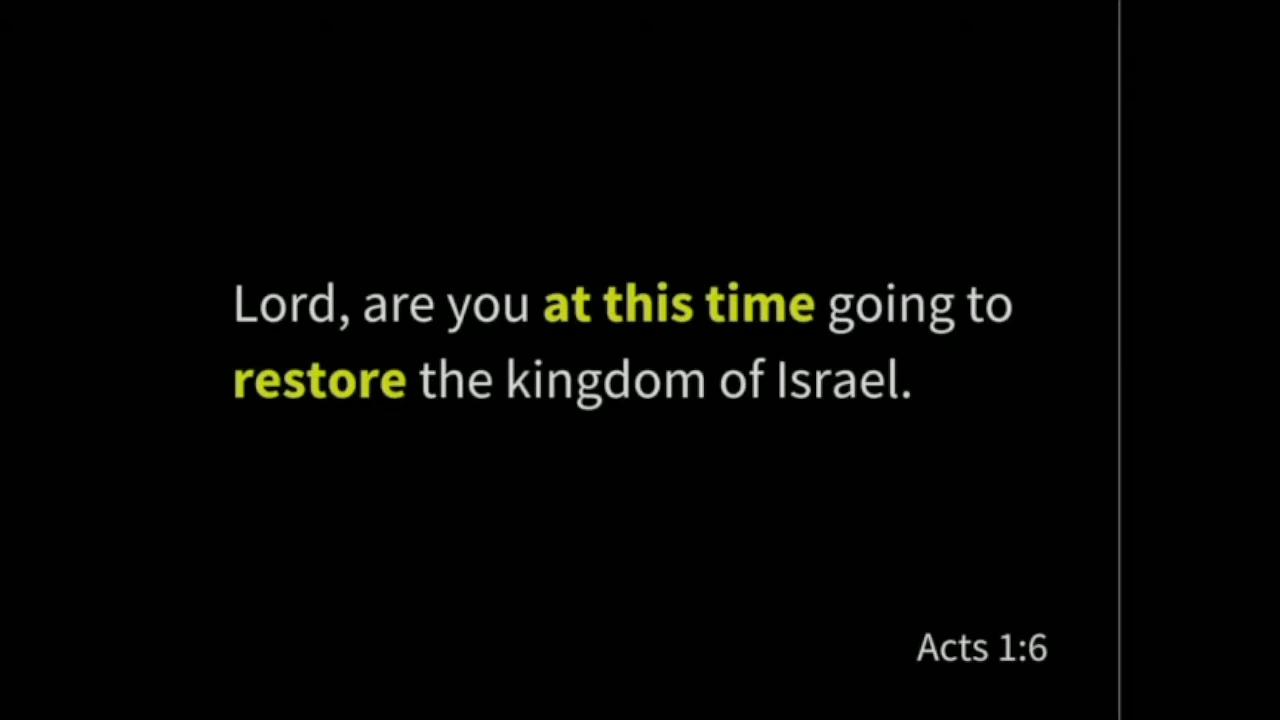 Lord, are you at this time going to
restore the kingdom of Israel.
Acts 1:6